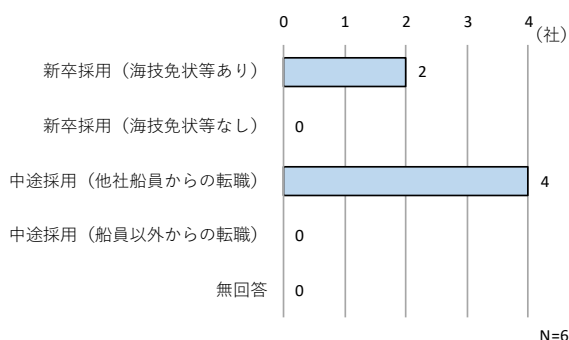 0 1 2 3 4
（社）
新卒採用（海技免状等あり） 2
新卒採用（海技免状等なし） 0
中途採用（他社船員からの転職） 4
中途採用（船員以外からの転職） 0
無回答 0
N=6